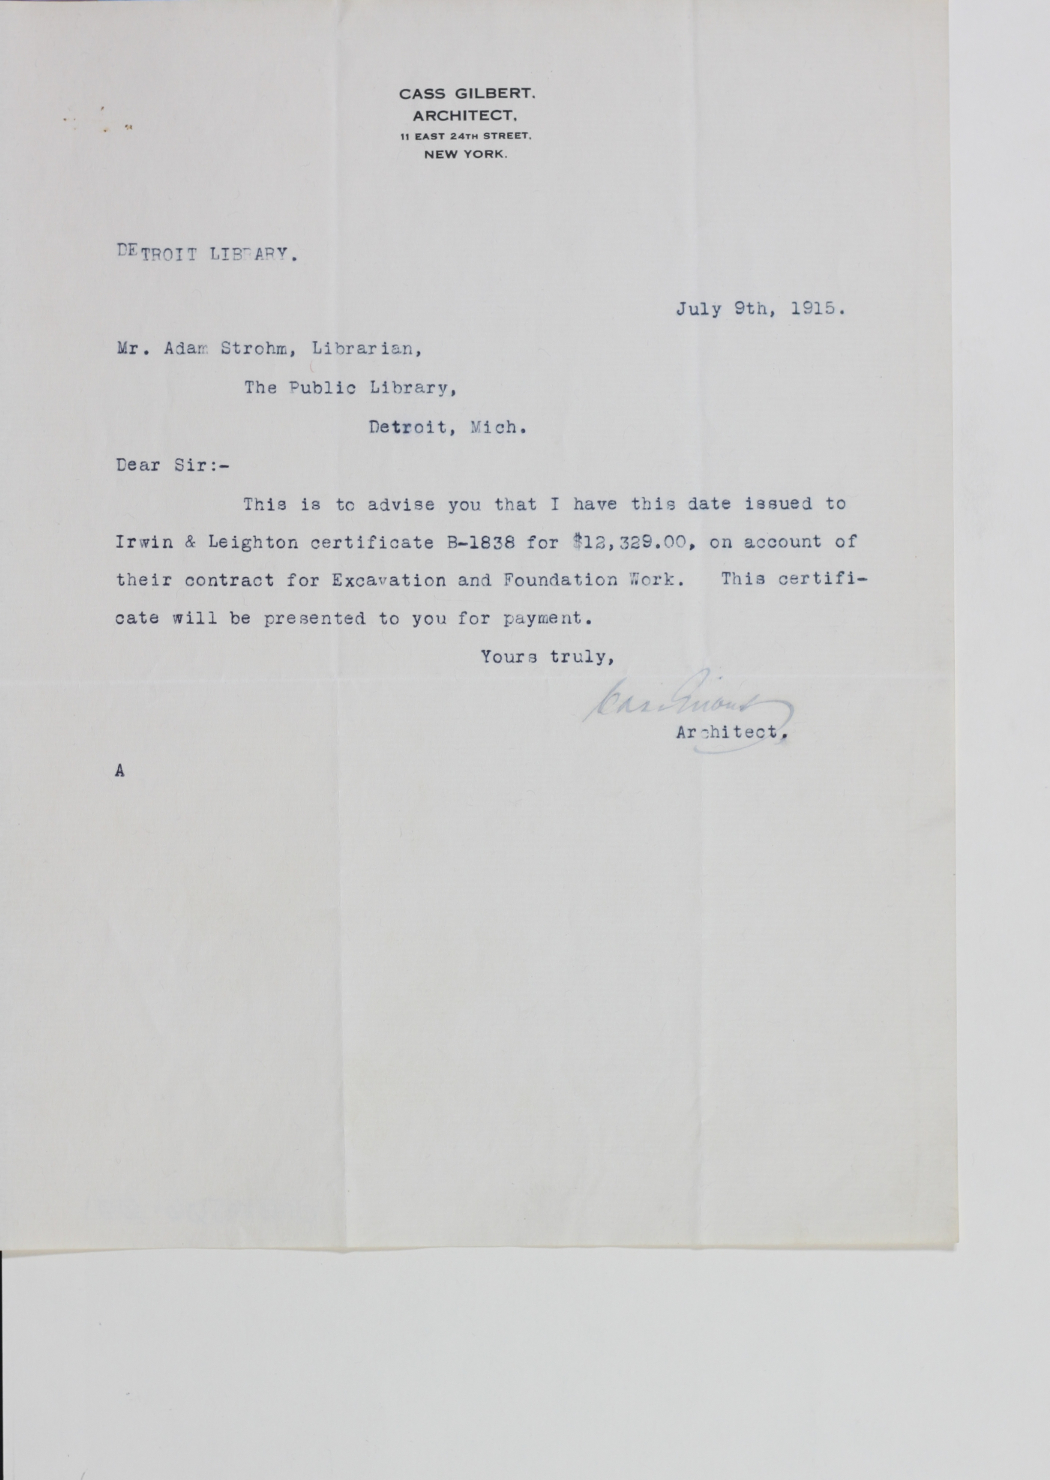 CASS GILBERT.
ARCHITECT,
11 EAST 24TH STREET,
NEW YORK.
DETROIT LIBRARY.
July 9th, 1915.
Mr. Adam Strohm, Librarian,
The Public Library,
Detroit, Mich.
Dear Sir:-
This is to advise you that I have this date issued to
Irwin & Leighton certificate B-1838 for $12,329.00, on account of
their contract for Excavation and Foundation Work. This certifi-
cate will be presented to you for payment.
Yours truly,
Cass Gilbert
Architect.
A